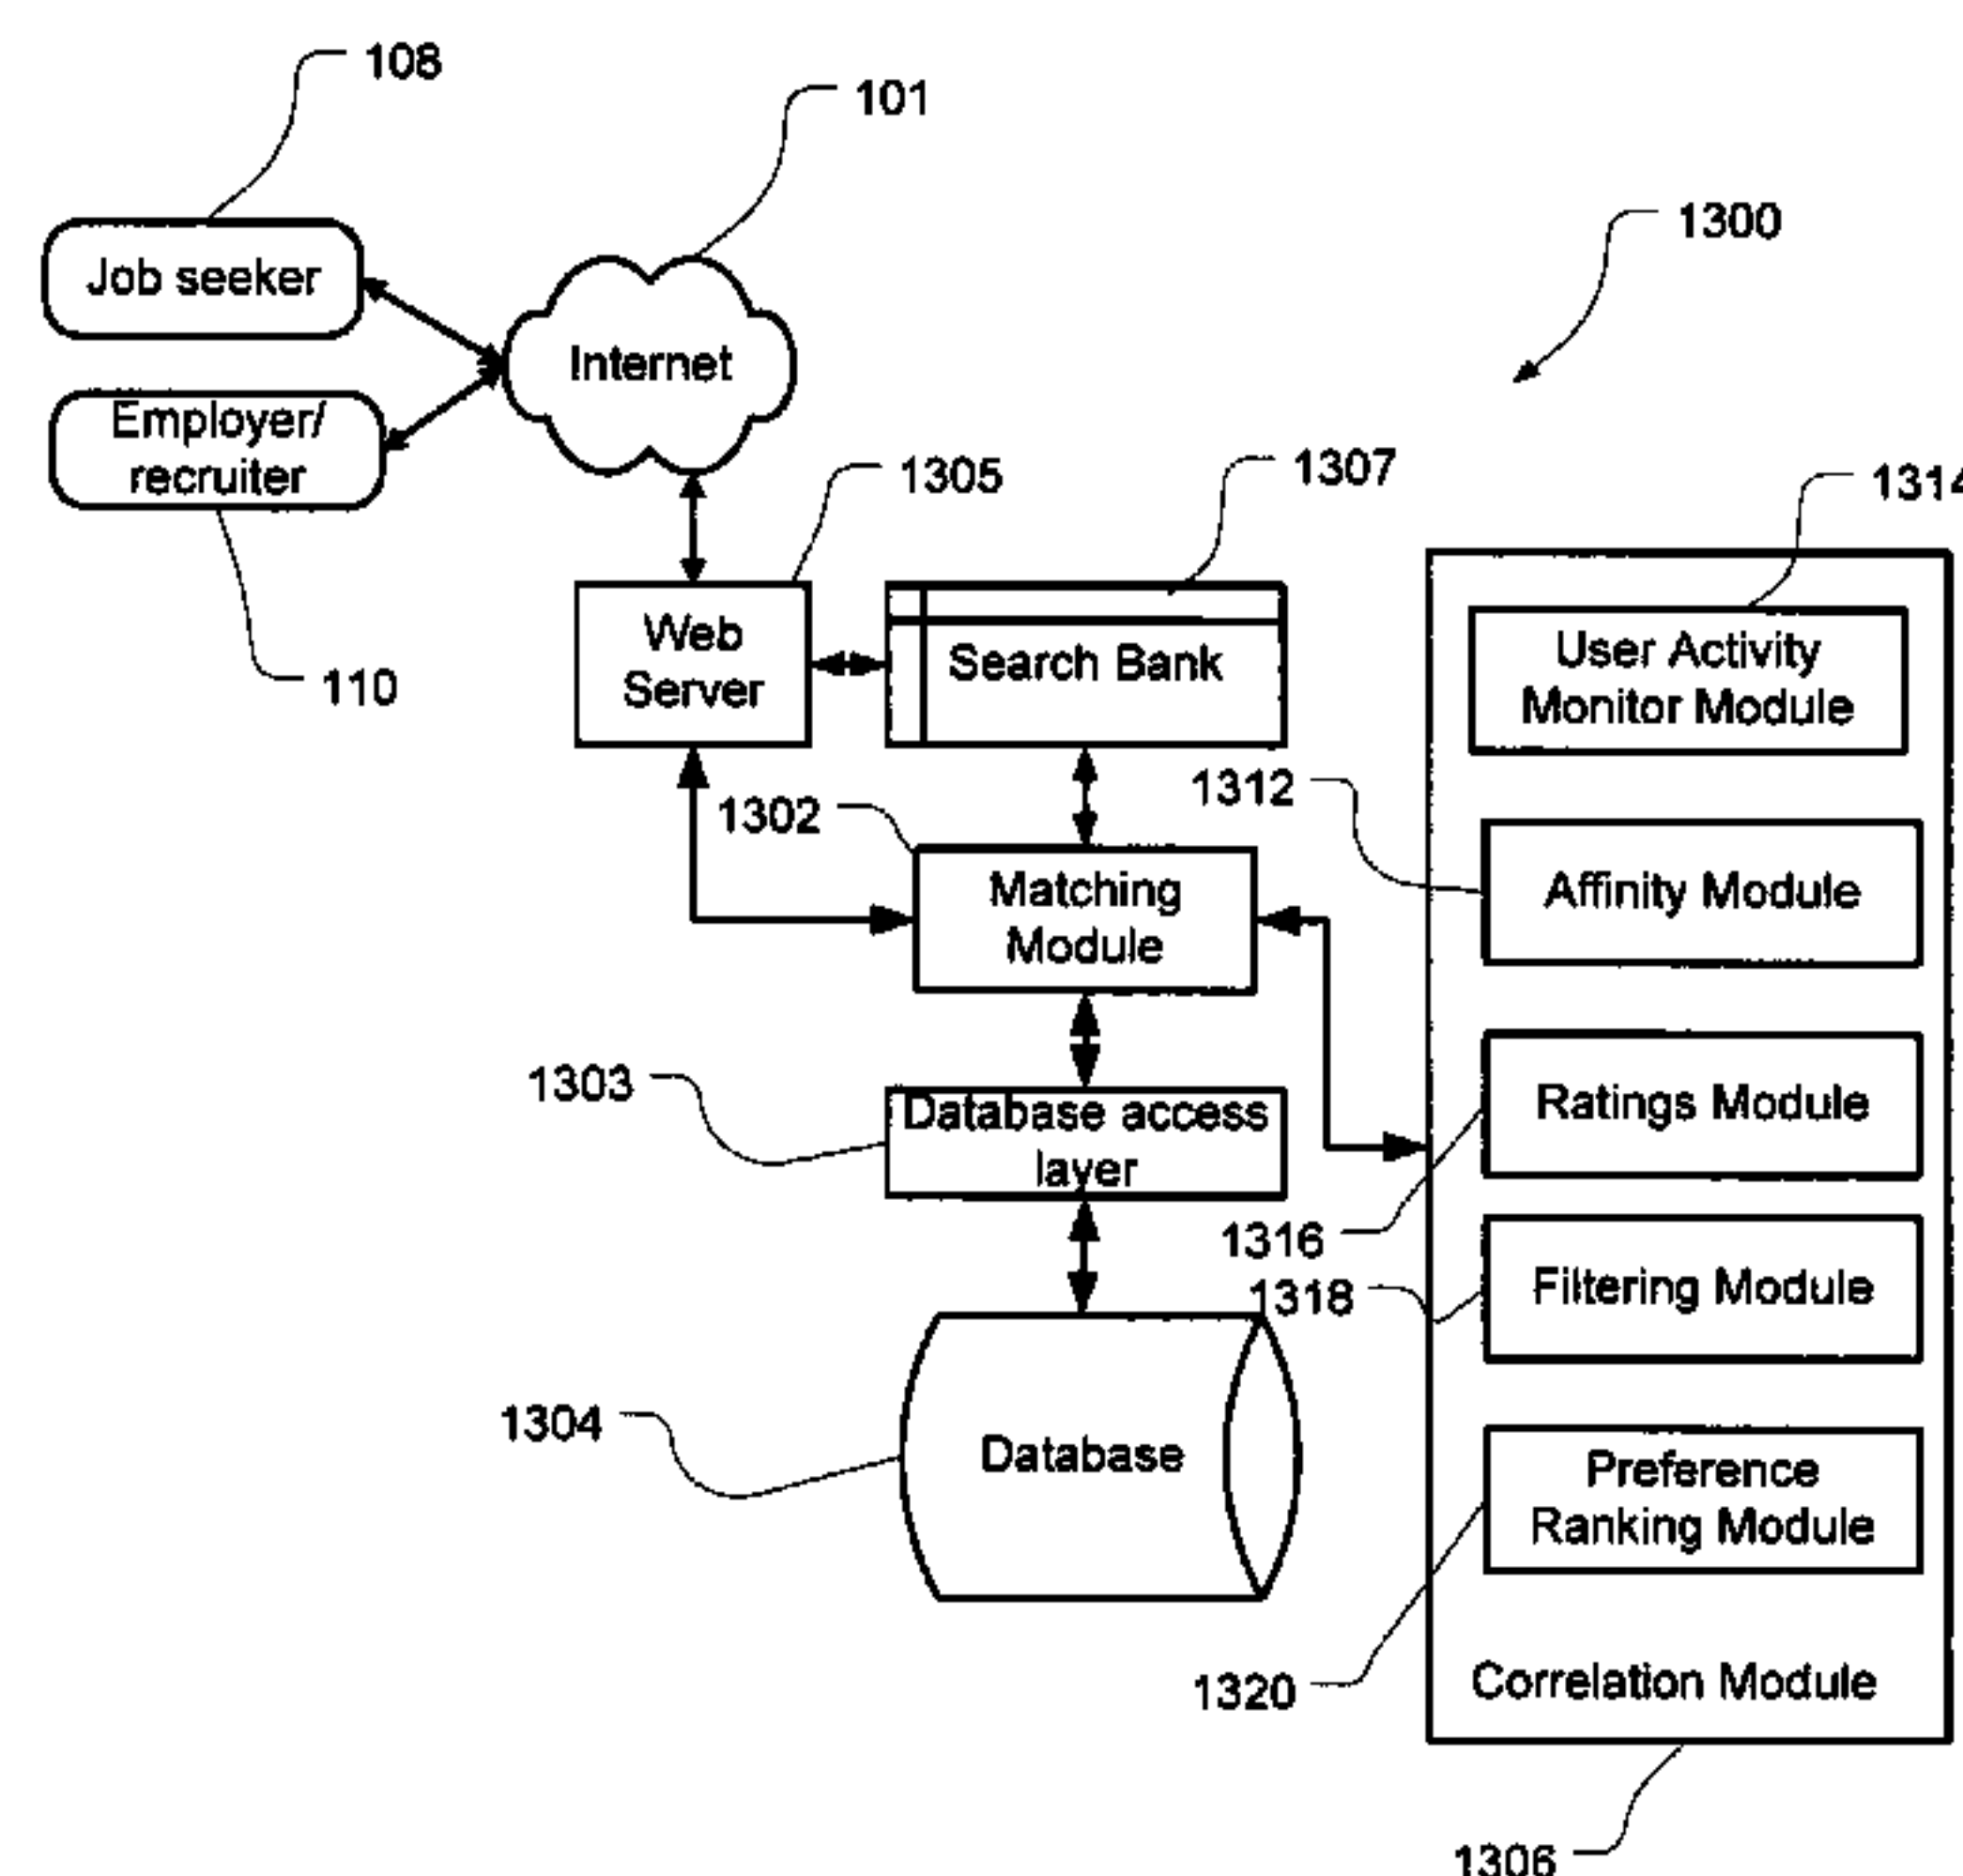 108
101
1300
Job seeker
Internet
Employer/
recruiter
1305
1307
1314
110
Web
Server
Search Bank
User Activity
Monitor Module
1312
1302
Matching
Module
Affinity Module
1303
Database access
layer
Ratings Module
1316
1318
Filtering Module
1304
Database
Preference
Ranking Module
1320
Correlation Module
1306